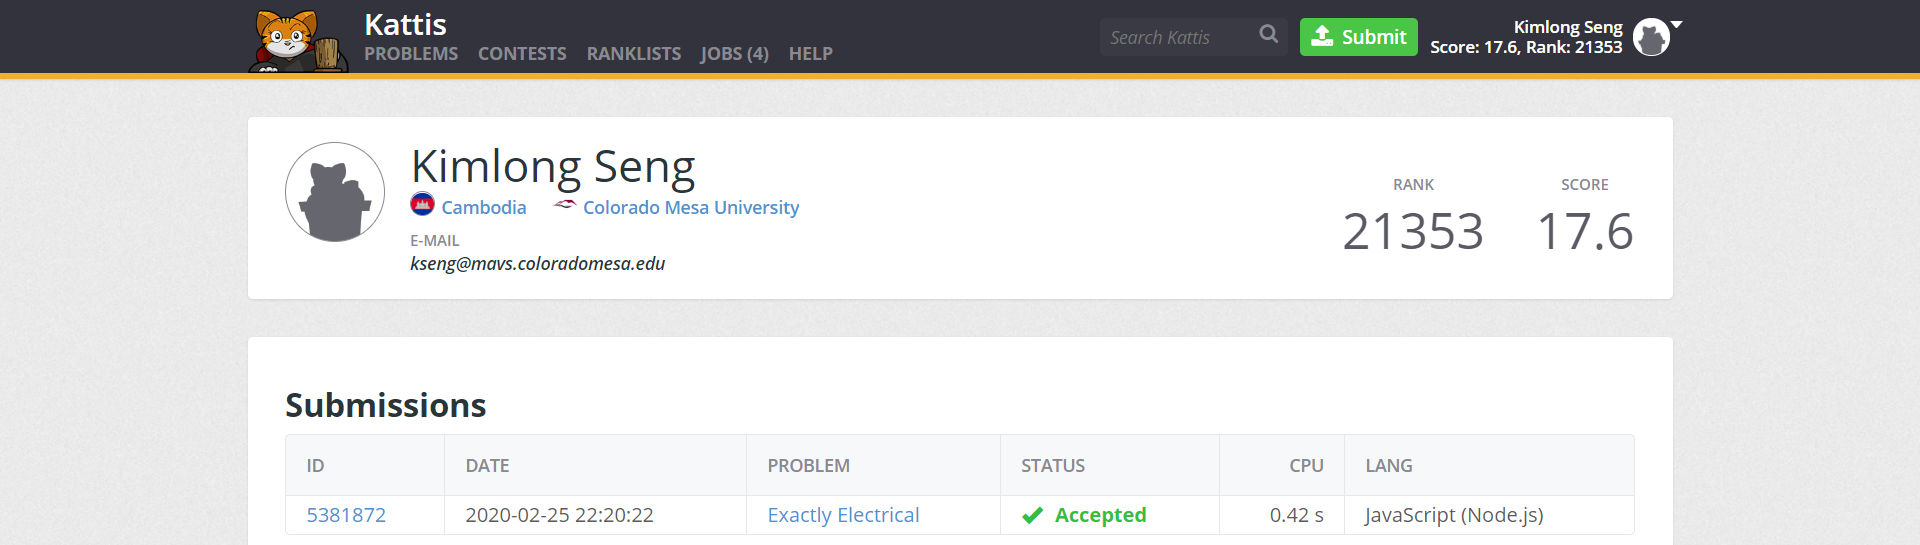 Kattis
PROBLEMS CONTESTS RANKLISTS JOBS (4) HELP
Search Kattis
Submit
Kimlong Seng
Score: 17.6, Rank: 21353
Kimlong Seng
Cambodia Colorado Mesa University
E-MAIL
kseng@mavs.coloradomesa.edu
RANK SCORE
21353 17.6
Submissions
ID DATE PROBLEM STATUS CPU LANG
5381872 2020-02-25 22:20:22 Exactly Electrical Accepted 0.42 s JavaScript (Node.js)